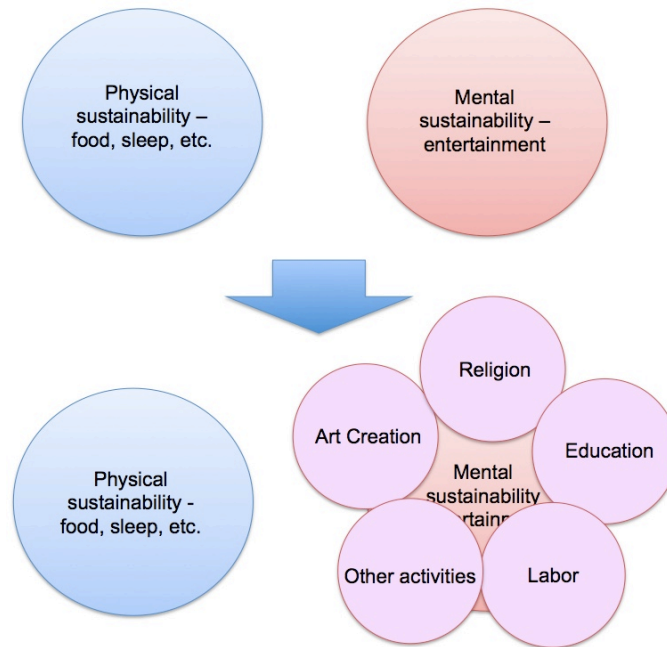 Physical
sustainability –
food, sleep, etc.
Mental
sustainability –
entertainment
Religion
Art Creation
Education
Physical
sustainability -
food, sleep, etc.
Mental
sustainability
Other activities
Labor